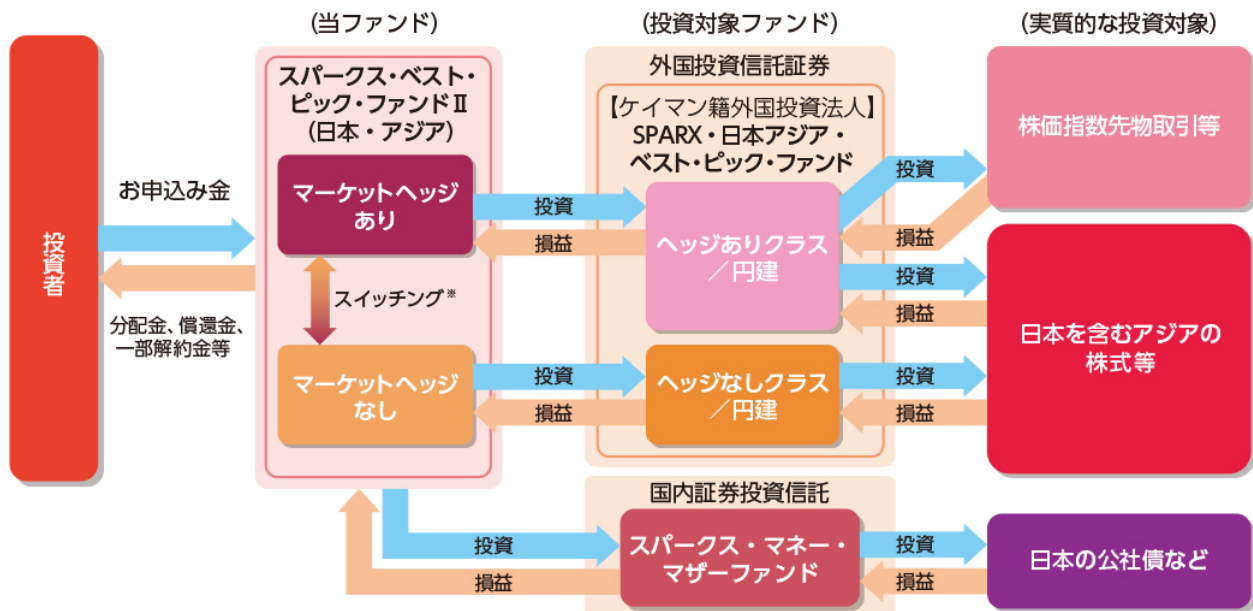 (当ファンド)
(投資対象ファンド)
(実質的な投資対象)
投資者
お申込み金
分配金、償還金、
一部解約金等
スパークス・ベスト・
ピック・ファンドⅡ
(日本・アジア)
マーケットヘッジ
あり
スイッチング※
マーケットヘッジ
なし
投資
損益
投資
損益
外国投資信託証券
【ケイマン籍外国投資法人】
SPARX・日本アジア・
ベスト・ピック・ファンド
ヘッジありクラス
/円建
ヘッジなしクラス
/円建
投資
損益
投資
損益
投資
損益
株価指数先物取引等
日本を含むアジアの
株式等
国内証券投資信託
投資
損益
スパークス・マネー・
マザーファンド
投資
損益
日本の公社債など